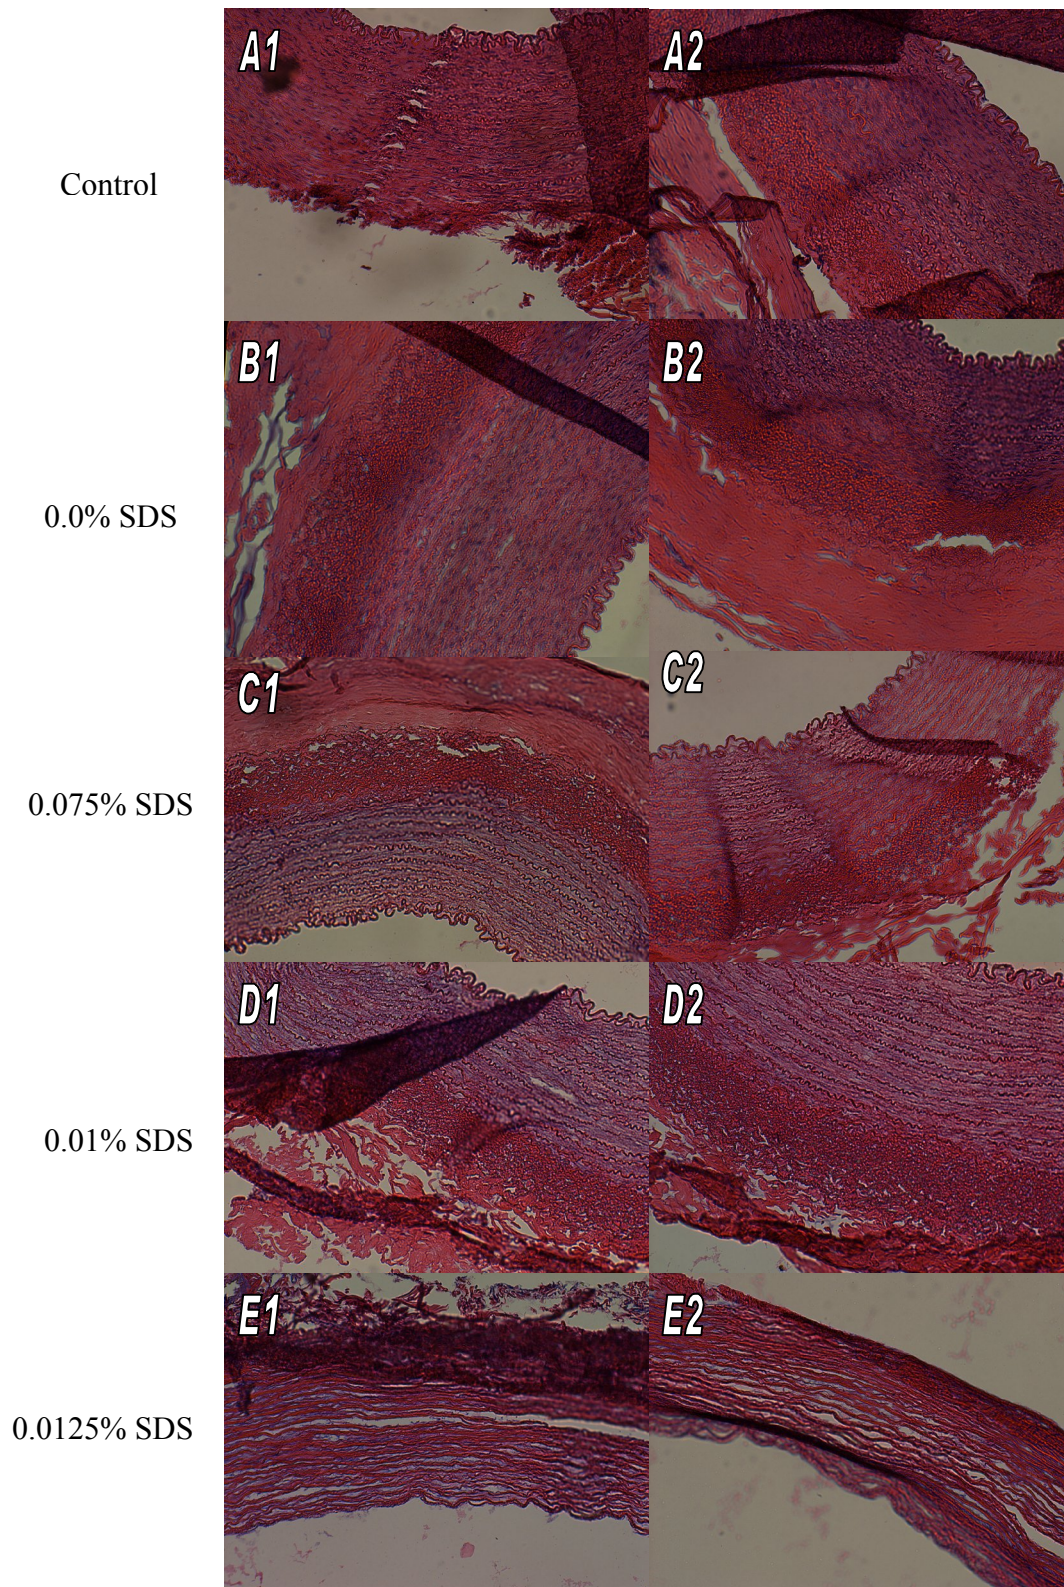 A1
A2
Control
B1
B2
0.0% SDS
C1
C2
0.075% SDS
D1
D2
0.01% SDS
E1
E2
0.0125% SDS